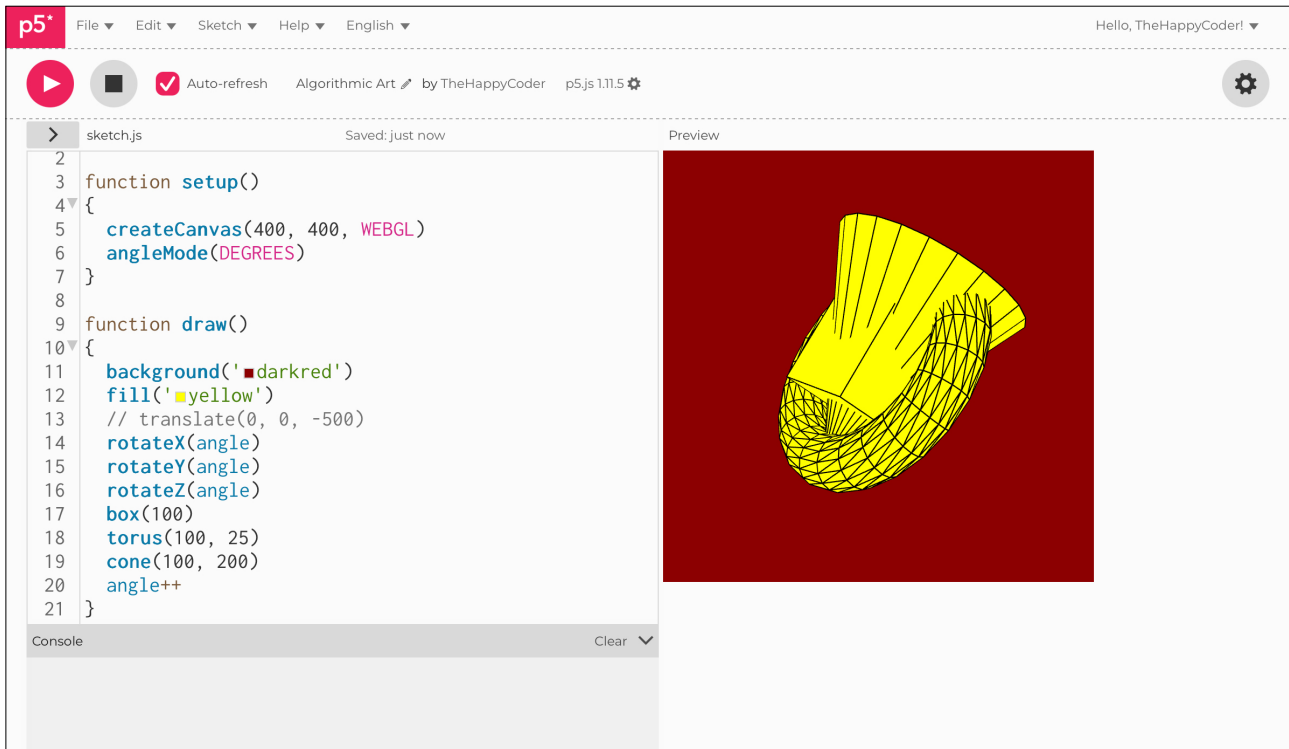 p5* File Edit Sketch Help English Hello, TheHappyCoder!
Auto-refresh Algorithmic Art by TheHappyCoder p5.js 1.11.5
sketch.js Saved: just now Preview
2
3 function setup()
4 {
5 createCanvas(400, 400, WEBGL)
6 angleMode(DEGREES)
7 }
8
9 function draw()
10 {
11 background('darkred')
12 fill('yellow')
13 // translate(0, 0, -500)
14 rotateX(angle)
15 rotateY(angle)
16 rotateZ(angle)
17 box(100)
18 torus(100, 25)
19 cone(100, 200)
20 angle++
21 }
Console Clear